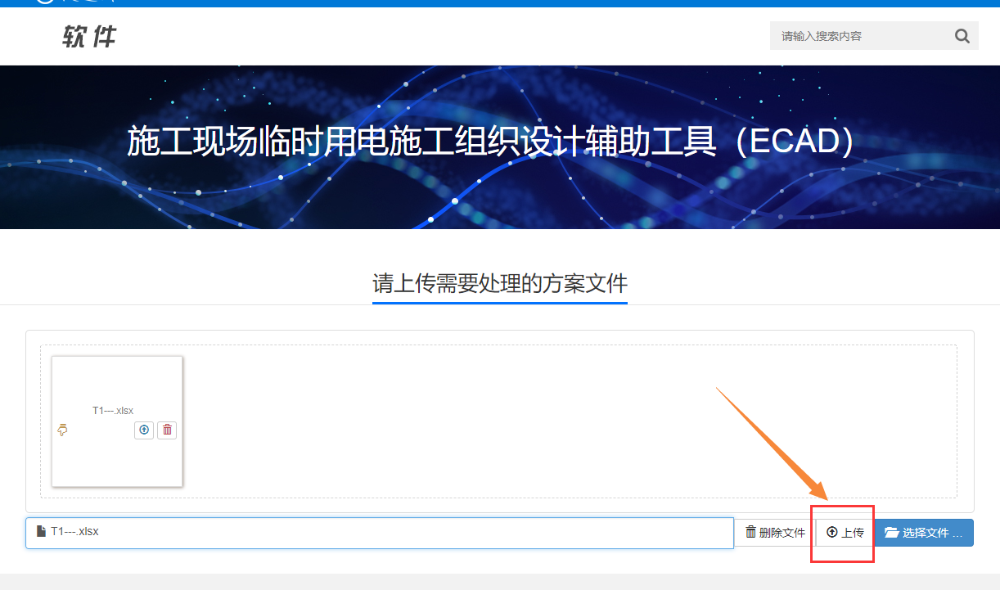 软件
请输入搜索内容
施工现场临时用电施工组织设计辅助工具（ECAD）
请上传需要处理的方案文件
T1---.xlsx
T1---.xlsx
删除文件
上传
选择文件 ...